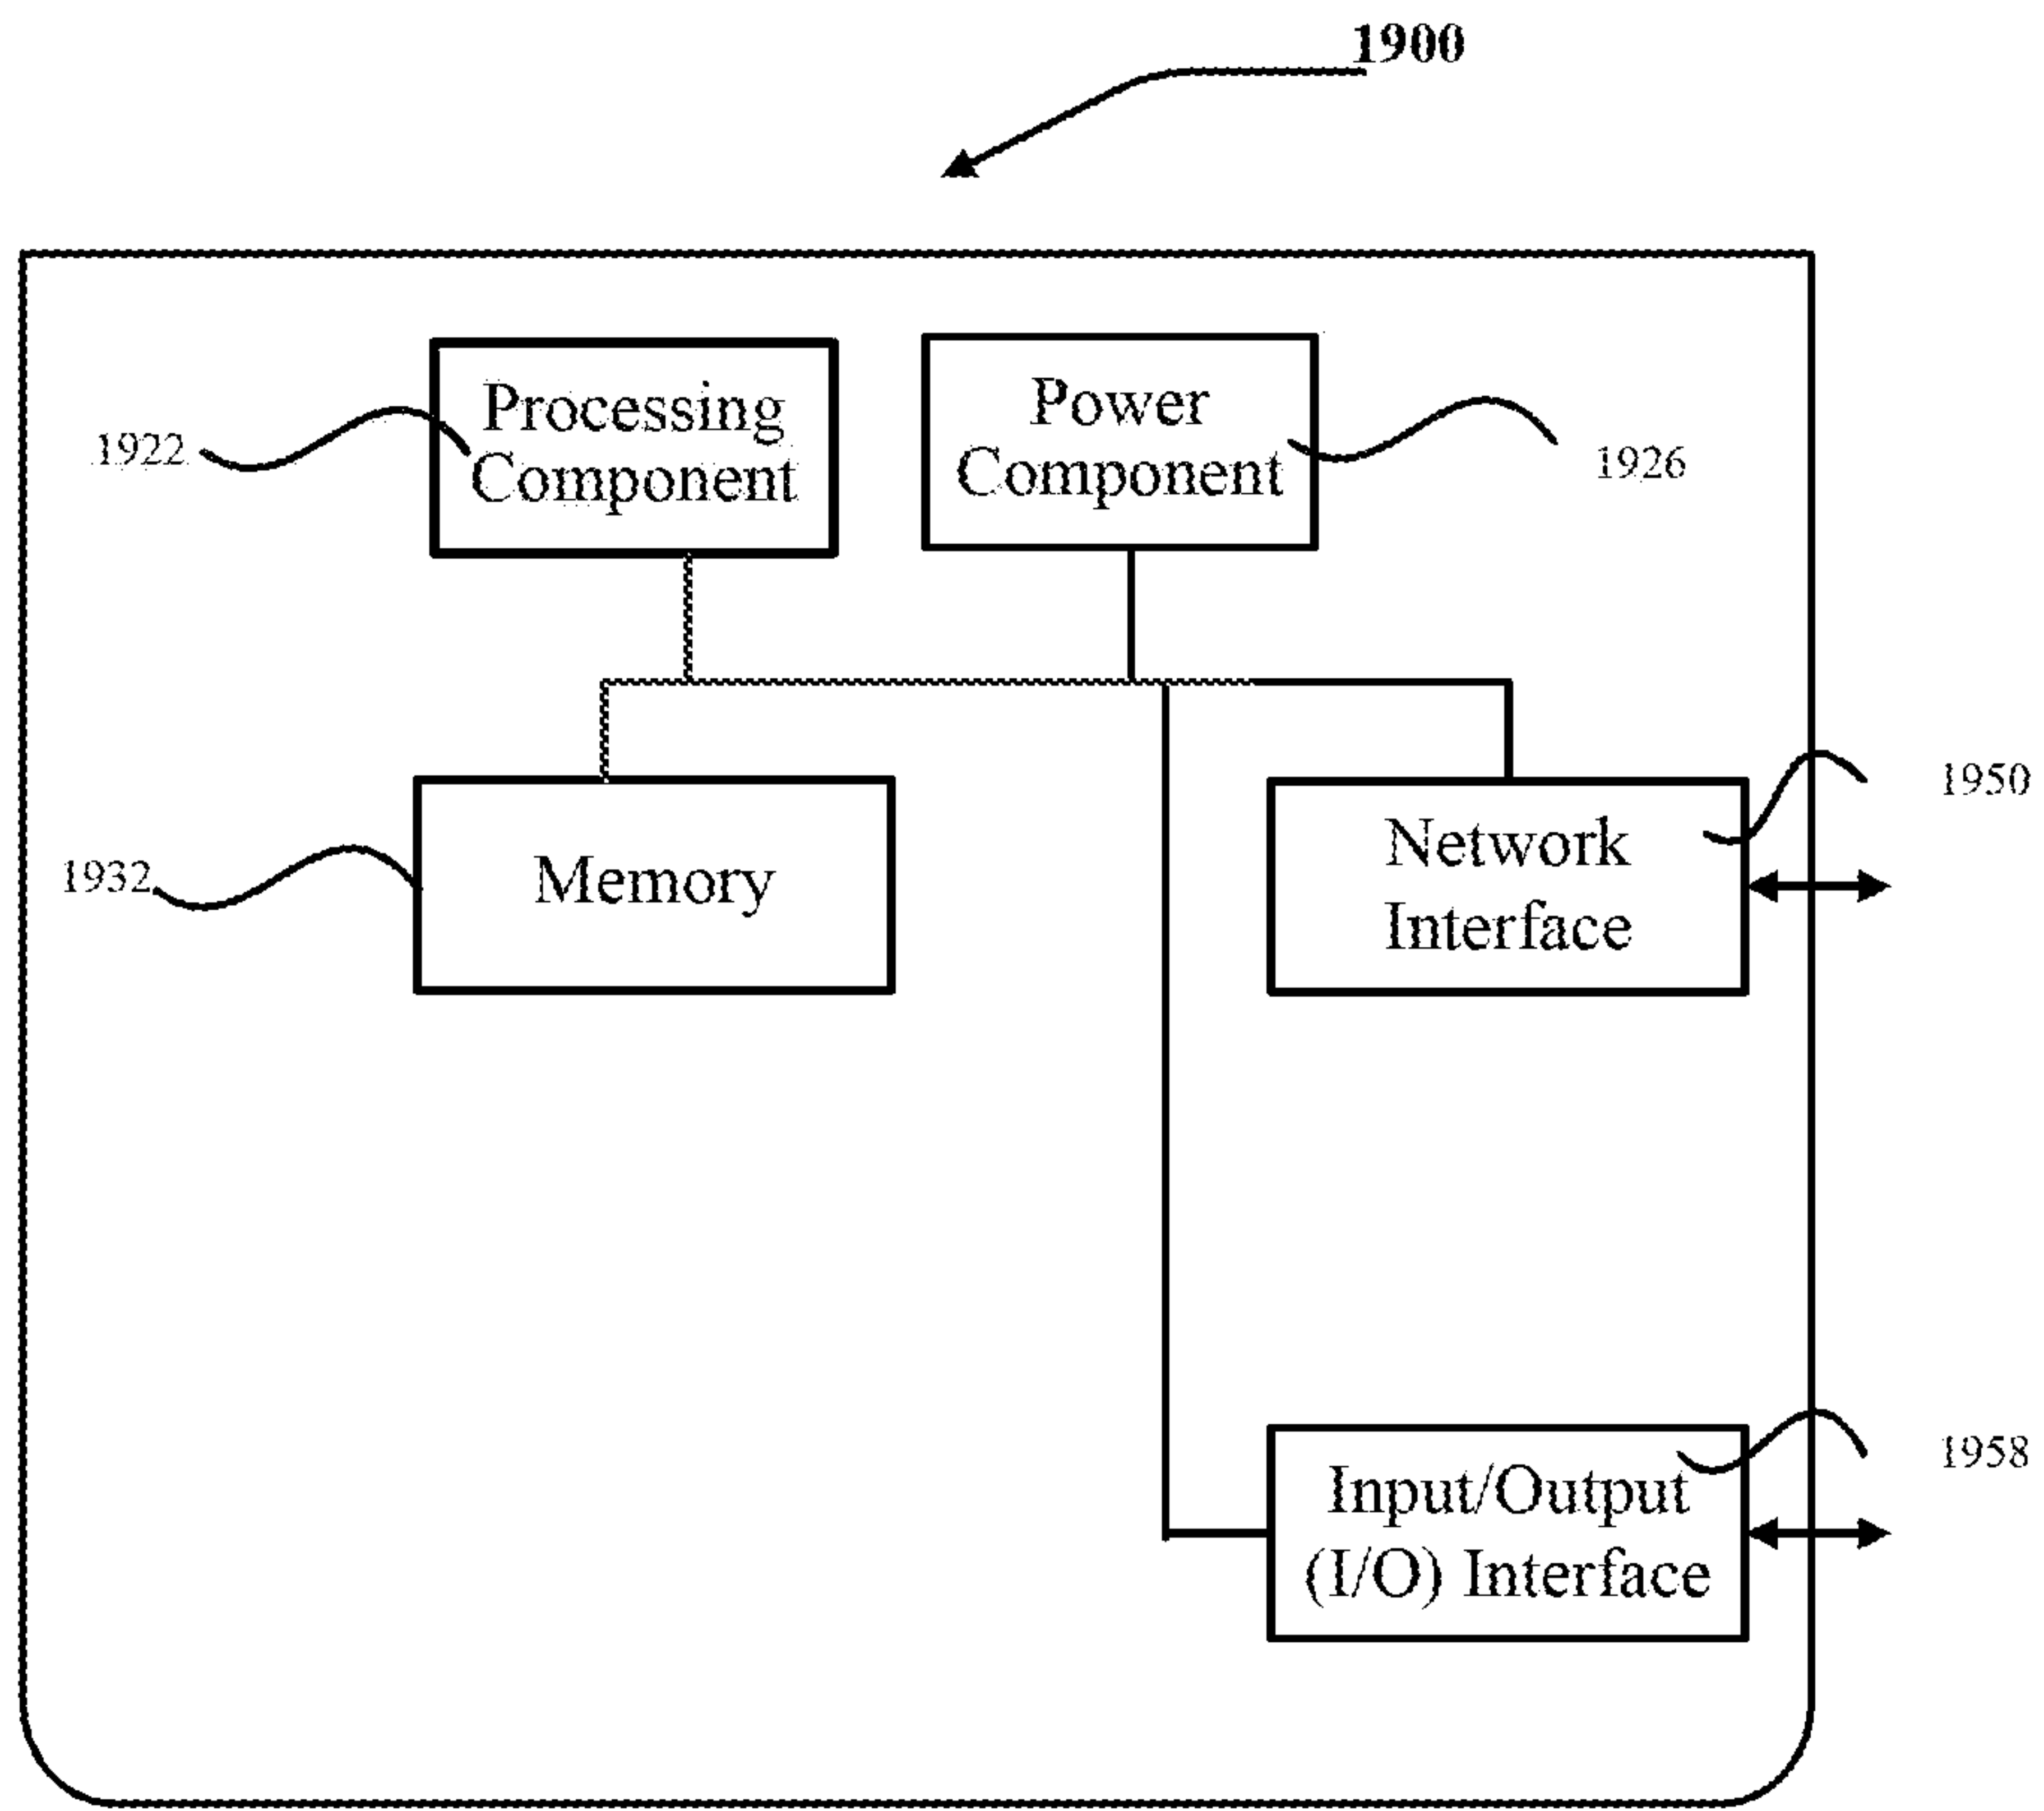 1900
Processing
Component
1922
Power
Component
1926
1950
Network
Interface
1932
Memory
1958
Input/Output
(I/O) Interface